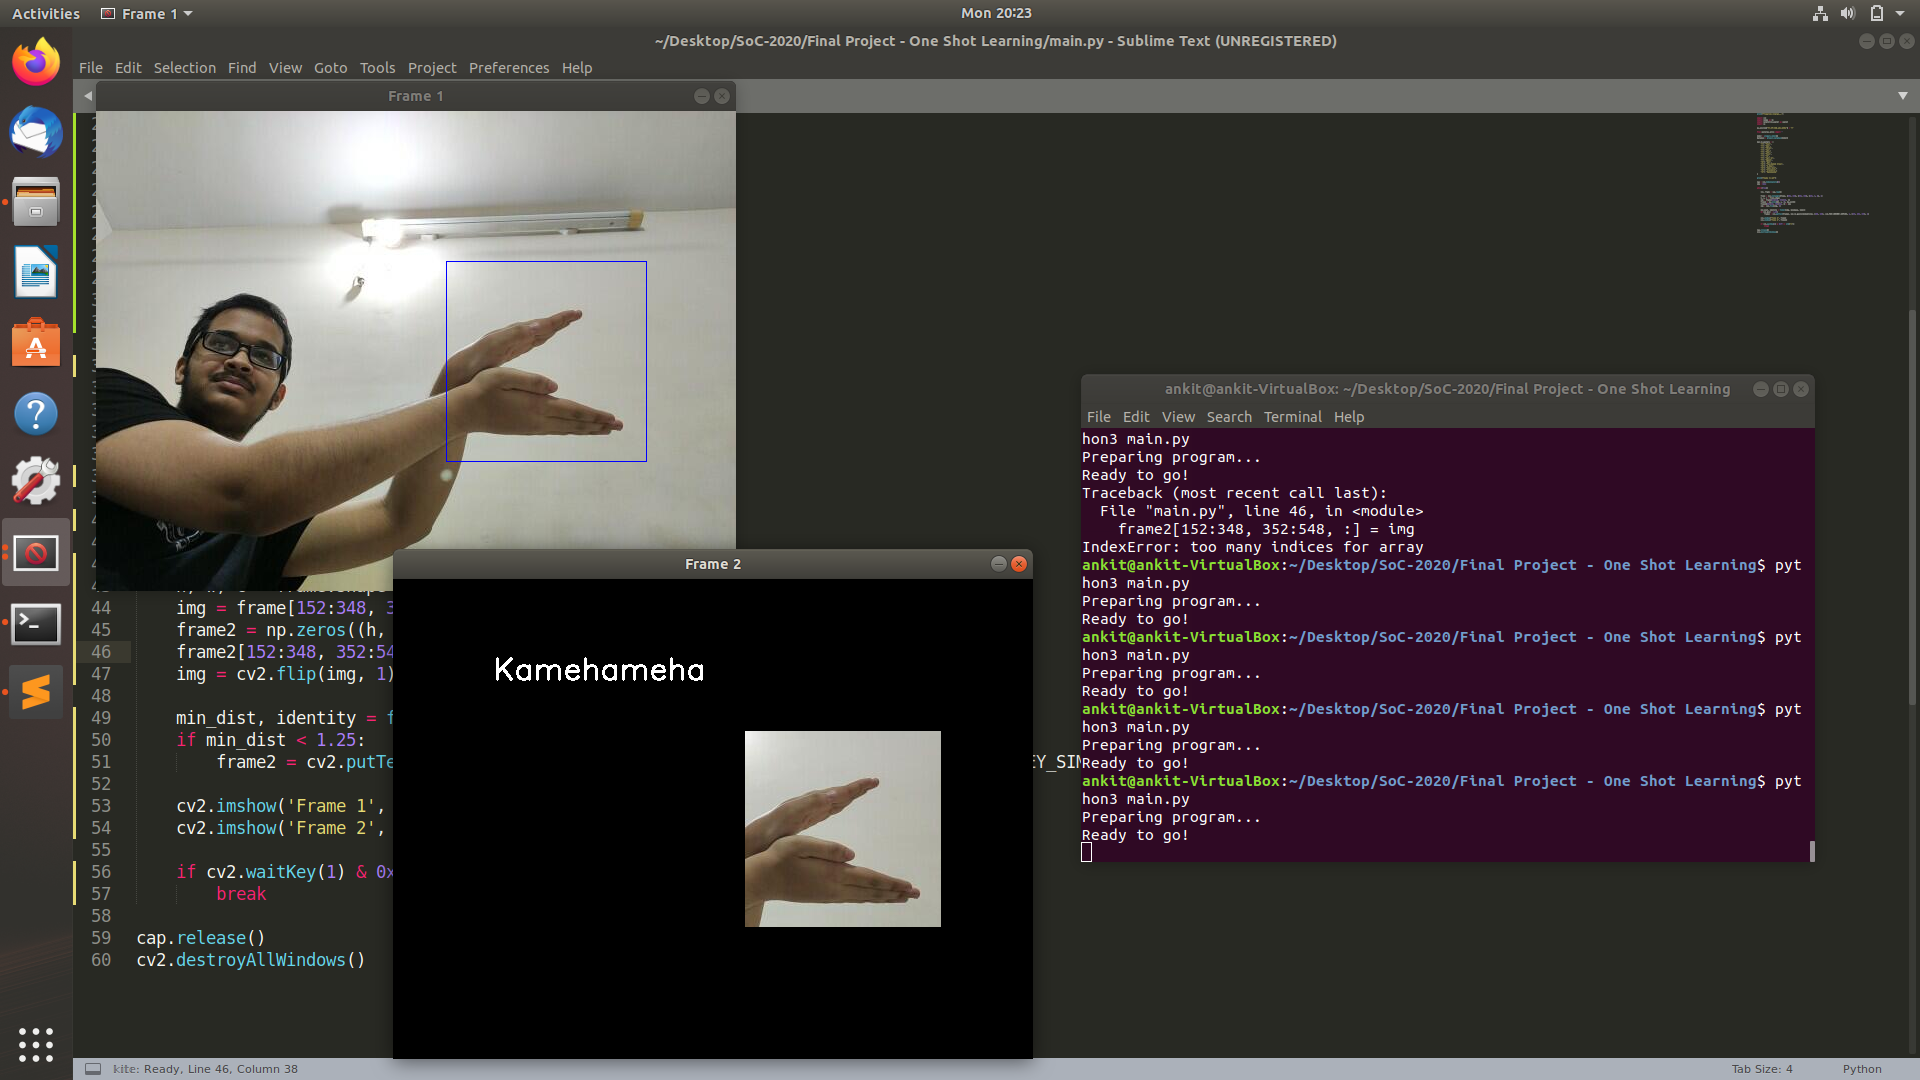 Activities
Frame 1
Mon 20:23
~/Desktop/SoC-2020/Final Project - One Shot Learning/main.py - Sublime Text (UNREGISTERED)
File Edit Selection Find View Goto Tools Project Preferences Help
Frame 1
ankit@ankit-VirtualBox: ~/Desktop/SoC-2020/Final Project - One Shot Learning
File Edit View Search Terminal Help
hon3 main.py
Preparing program...
Ready to go!
Traceback (most recent call last):
File "main.py", line 46, in <module>
frame2[152:348, 352:548, :] = img
IndexError: too many indices for array
ankit@ankit-VirtualBox:~/Desktop/SoC-2020/Final Project - One Shot Learning$ pyt
hon3 main.py
Preparing program...
Ready to go!
ankit@ankit-VirtualBox:~/Desktop/SoC-2020/Final Project - One Shot Learning$ pyt
hon3 main.py
Preparing program...
Ready to go!
ankit@ankit-VirtualBox:~/Desktop/SoC-2020/Final Project - One Shot Learning$ pyt
hon3 main.py
Preparing program...
Ready to go!
ankit@ankit-VirtualBox:~/Desktop/SoC-2020/Final Project - One Shot Learning$ pyt
hon3 main.py
Preparing program...
Ready to go!
Frame 2
Kamehameha
44 img = frame[152:348, 3
45 frame2 = np.zeros((h,
46 frame2[152:348, 352:54
47 img = cv2.flip(img, 1)
48
49 min_dist, identity = f
50 if min_dist < 1.25:
51 frame2 = cv2.putTe EY_SIM
52
53 cv2.imshow('Frame 1',
54 cv2.imshow('Frame 2',
55
56 if cv2.waitKey(1) & 0x
57 break
58
59 cap.release()
60 cv2.destroyAllWindows()
kite: Ready, Line 46, Column 38
Tab Size: 4
Python